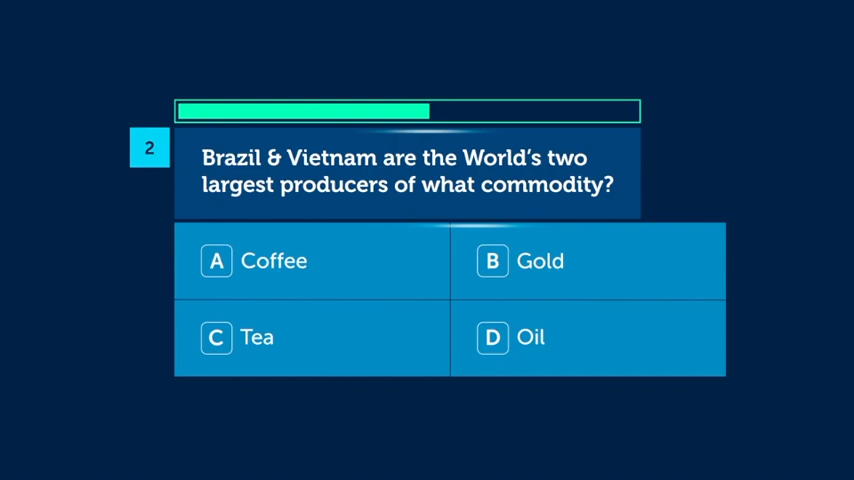 2
Brazil & Vietnam are the World's two
largest producers of what commodity?
A Coffee
B Gold
C Tea
D Oil